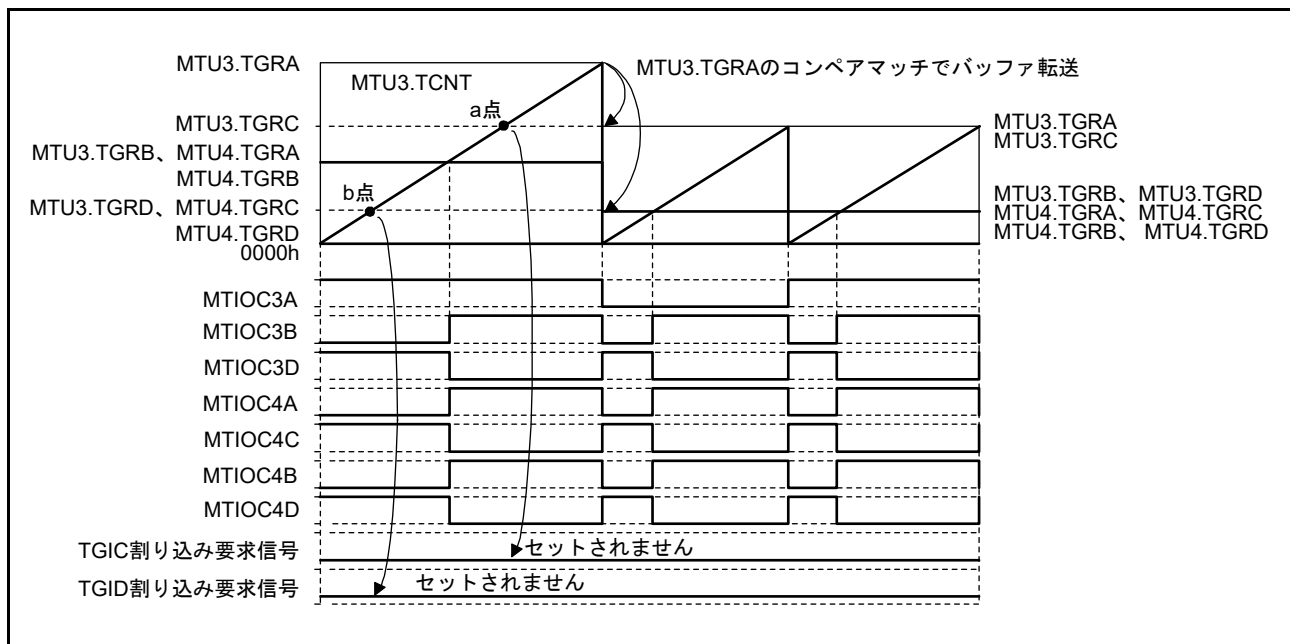 MTU3.TGRA
MTU3.TCNT
MTU3.TGRAのコンペアマッチでバッファ転送
a点
MTU3.TGRC
MTU3.TGRA
MTU3.TGRC
MTU3.TGRB、MTU4.TGRA
MTU4.TGRB
b点
MTU3.TGRD、MTU4.TGRC
MTU4.TGRD
0000h
MTU3.TGRB、MTU3.TGRD
MTU4.TGRA、MTU4.TGRC
MTU4.TGRB、MTU4.TGRD
MTIOC3A
MTIOC3B
MTIOC3D
MTIOC4A
MTIOC4C
MTIOC4B
MTIOC4D
TGIC割り込み要求信号
セットされません
TGID割り込み要求信号
セットされません